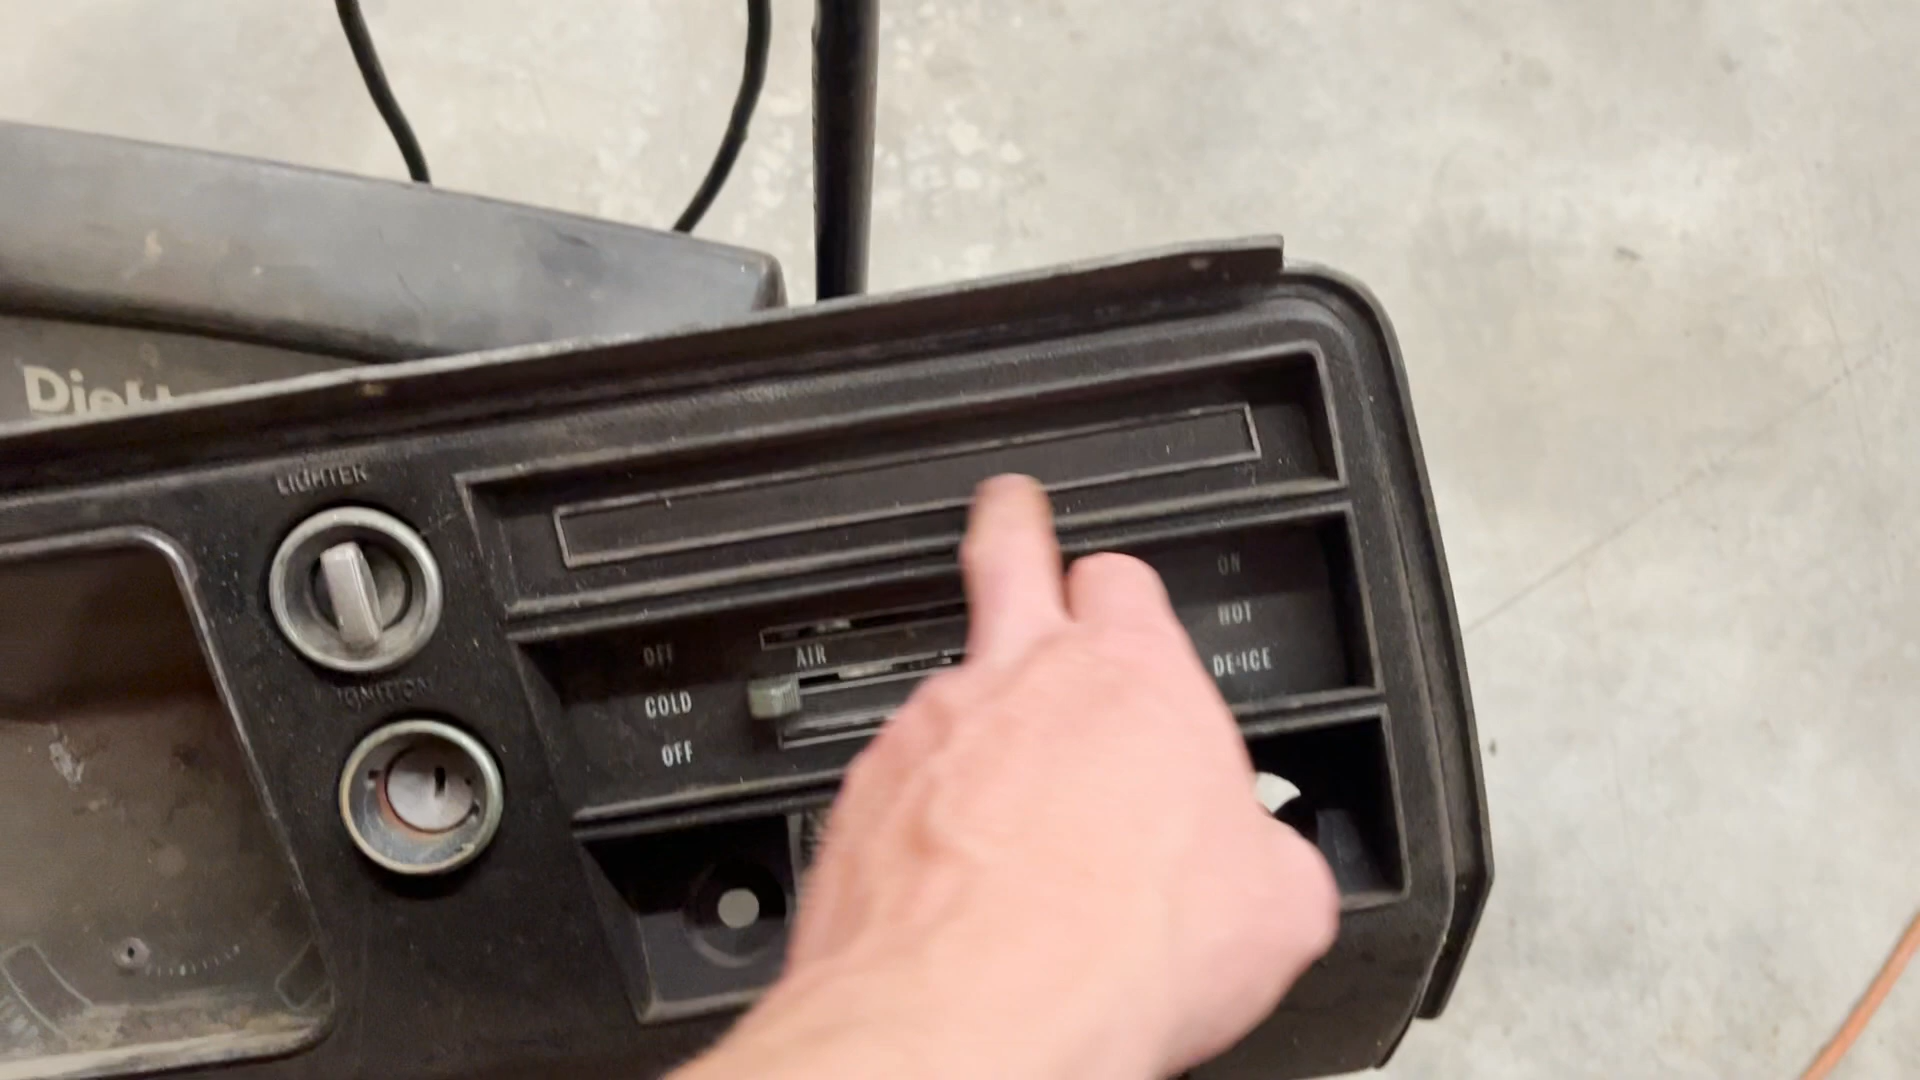 LIGHTER
IGNITION
OFF
AIR
ON
COLD
HOT
OFF
DE-ICE